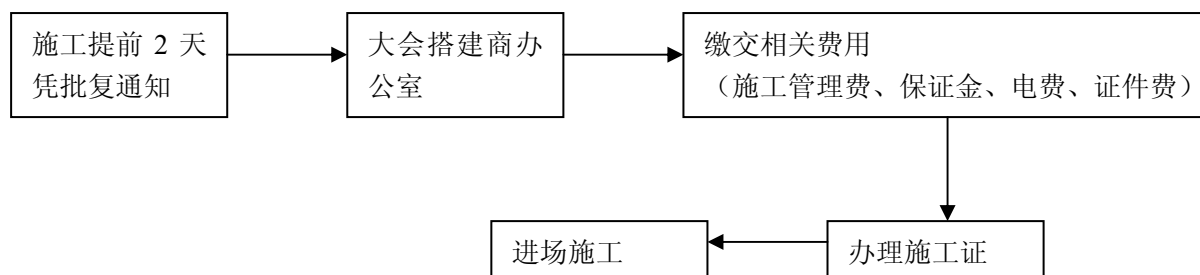 施工提前 2 天
凭批复通知
大会搭建商办
公室
缴交相关费用
（施工管理费、保证金、电费、证件费）
办理施工证
进场施工